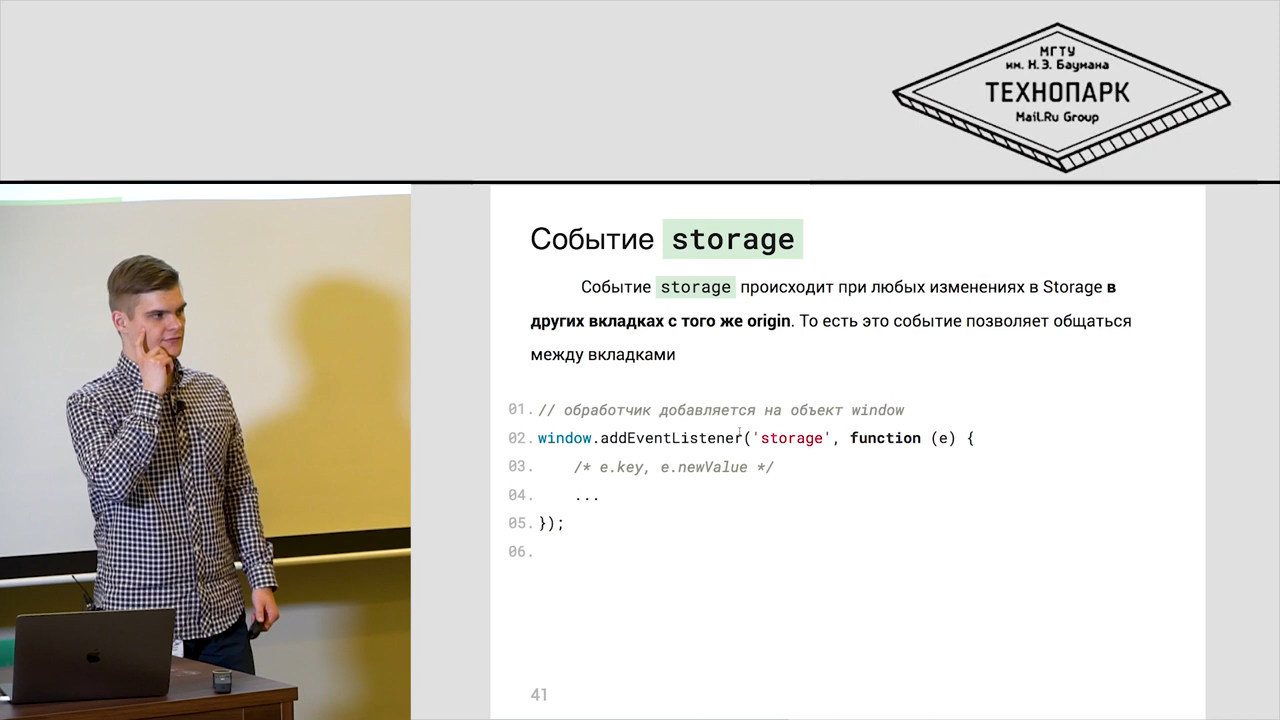 МГТУ
им. Н.Э. Баумана
ТЕХНОПАРК
Mail.Ru Group
Событие storage
Событие storage происходит при любых изменениях в Storage в
других вкладках с того же origin. То есть это событие позволяет общаться
между вкладками
01. // обработчик добавляется на объект window
02. window.addEventListener('storage', function (e) {
03. /* e.key, e.newValue */
04. ...
05. });
06.
41